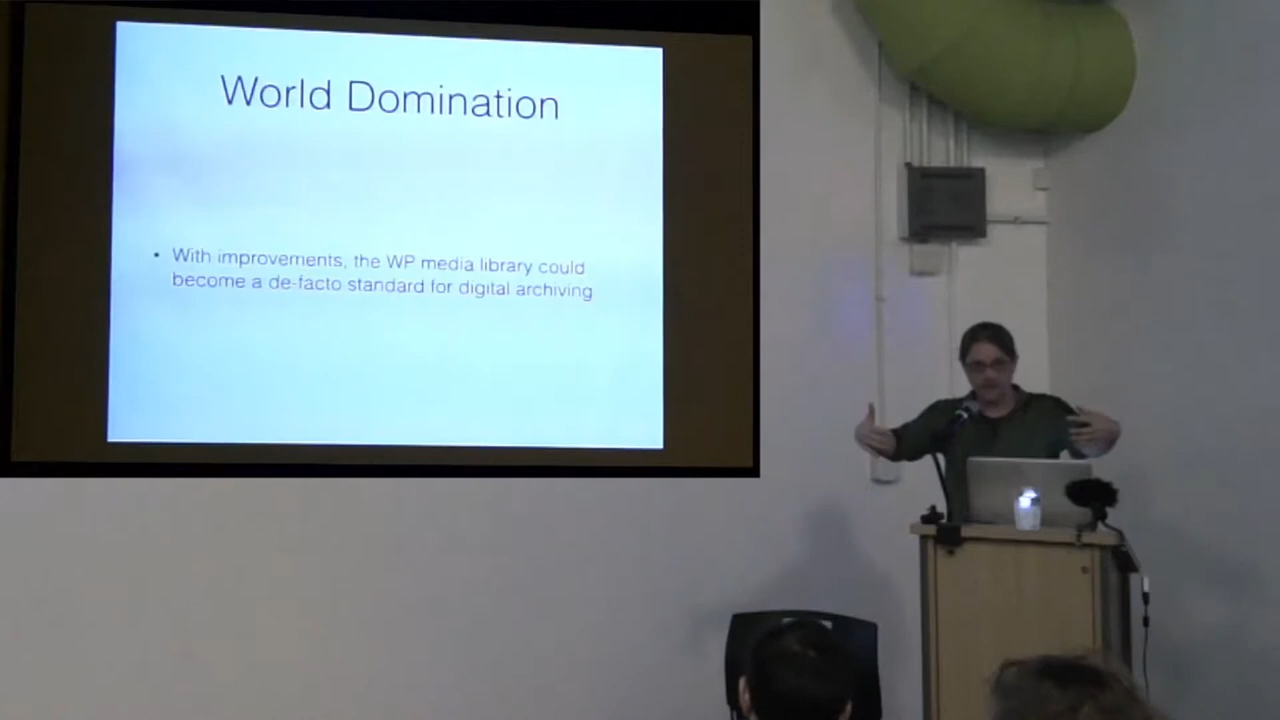 World Domination
• With improvements, the WP media library could
become a de-facto standard for digital archiving